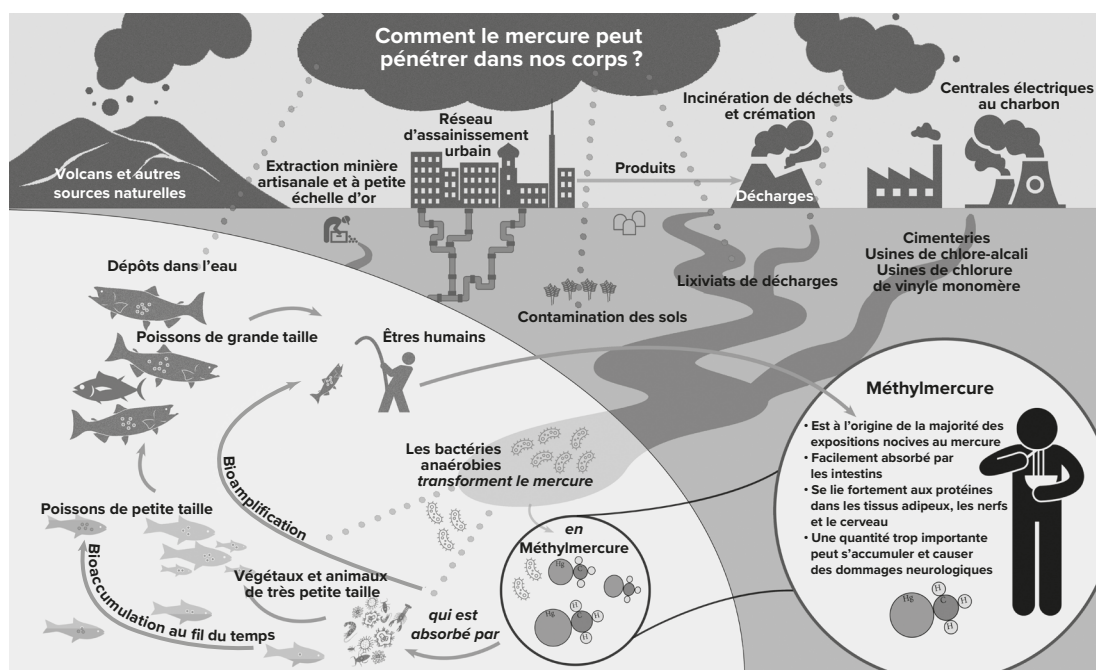 Comment le mercure peut
pénétrer dans nos corps ?
Volcans et autres
sources naturelles
Extraction minière
artisanale et à petite
échelle d'or
Réseau
d'assainissement
urbain
Produits
Incinération de déchets
et crémation
Décharges
Centrales électriques
au charbon
Cimenteries
Usines de chlore-alcali
Usines de chlorure
de vinyle monomère
Lixiviats de décharges
Contamination des sols
Dépôts dans l'eau
Poissons de grande taille
Êtres humains
Bioamplification
Les bactéries
anaérobies
transforment le mercure
en
Méthylmercure
Hg
C
H
H
H
qui est
absorbé par
Végétaux et animaux
de très petite taille
Poissons de petite taille
Bioaccumulation au fil du temps
Méthylmercure
• Est à l'origine de la majorité des
expositions nocives au mercure
• Facilement absorbé par
les intestins
• Se lie fortement aux protéines
dans les tissus adipeux, les nerfs
et le cerveau
• Une quantité trop importante
peut s'accumuler et causer
des dommages neurologiques
Hg
C
H
H
H